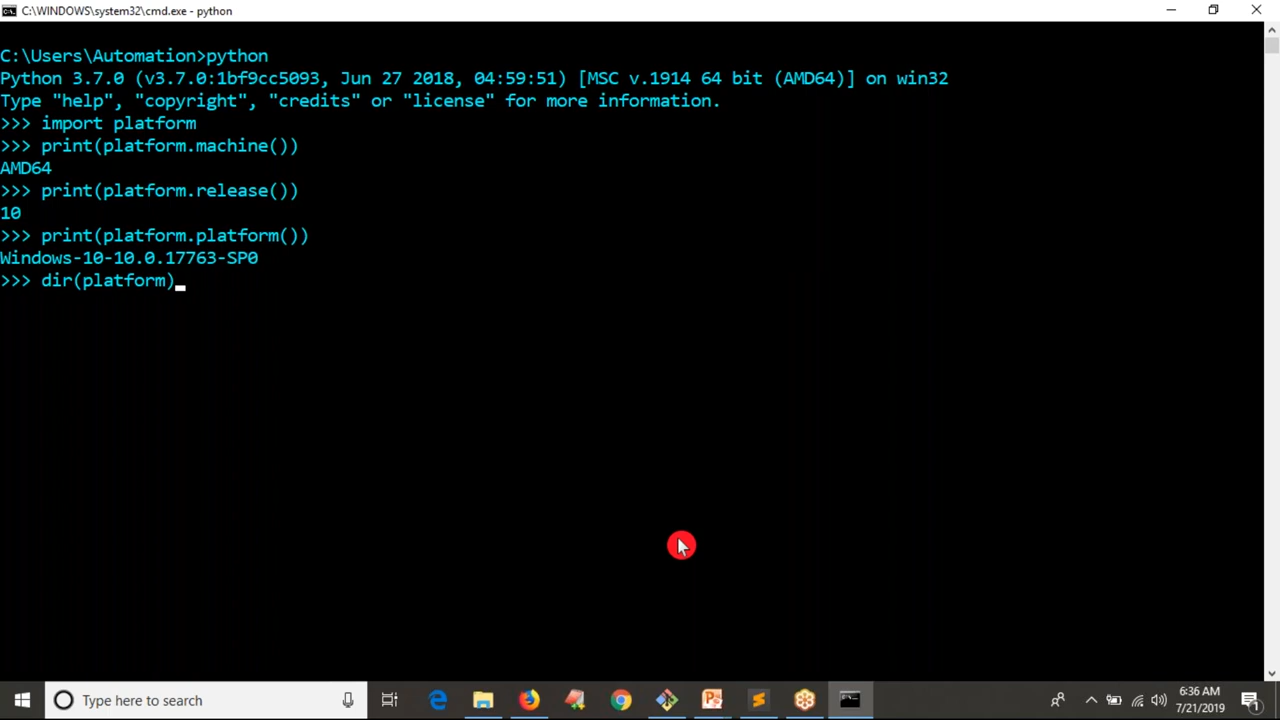 C:\WINDOWS\system32\cmd.exe - python
C:\Users\Automation>python
Python 3.7.0 (v3.7.0:1bf9cc5093, Jun 27 2018, 04:59:51) [MSC v.1914 64 bit (AMD64)] on win32
Type "help", "copyright", "credits" or "license" for more information.
>>> import platform
>>> print(platform.machine())
AMD64
>>> print(platform.release())
10
>>> print(platform.platform())
Windows-10-10.0.17763-SP0
>>> dir(platform)
Type here to search
6:36 AM
7/21/2019
1